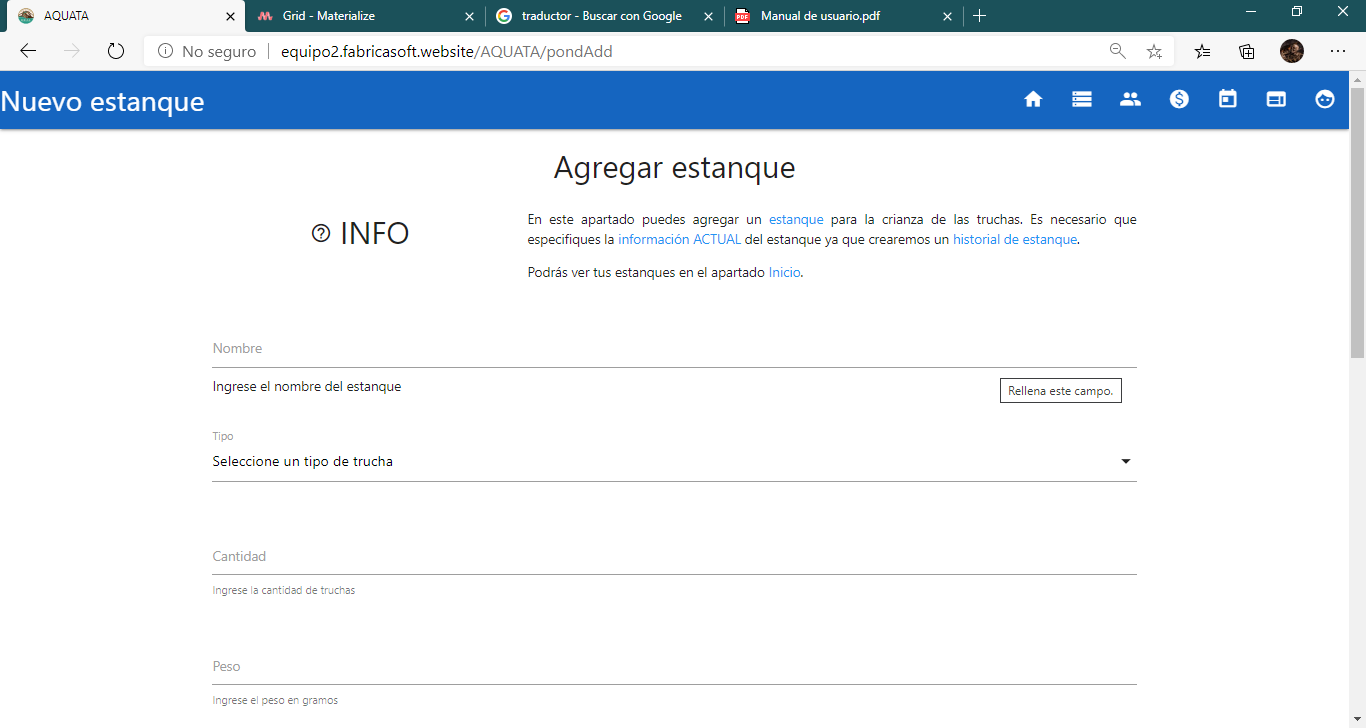 AQUATA
Grid - Materialize
traductor - Buscar con Google
Manual de usuario.pdf
No seguro
equipo2.fabricasoft.website/AQUATA/pondAdd
Nuevo estanque
Agregar estanque
INFO
En este apartado puedes agregar un estanque para la crianza de las truchas. Es necesario que
especifiques la información ACTUAL del estanque ya que crearemos un historial de estanque.
Podrás ver tus estanques en el apartado Inicio.
Nombre
Ingrese el nombre del estanque
Rellena este campo.
Tipo
Seleccione un tipo de trucha
Cantidad
Ingrese la cantidad de truchas
Peso
Ingrese el peso en gramos